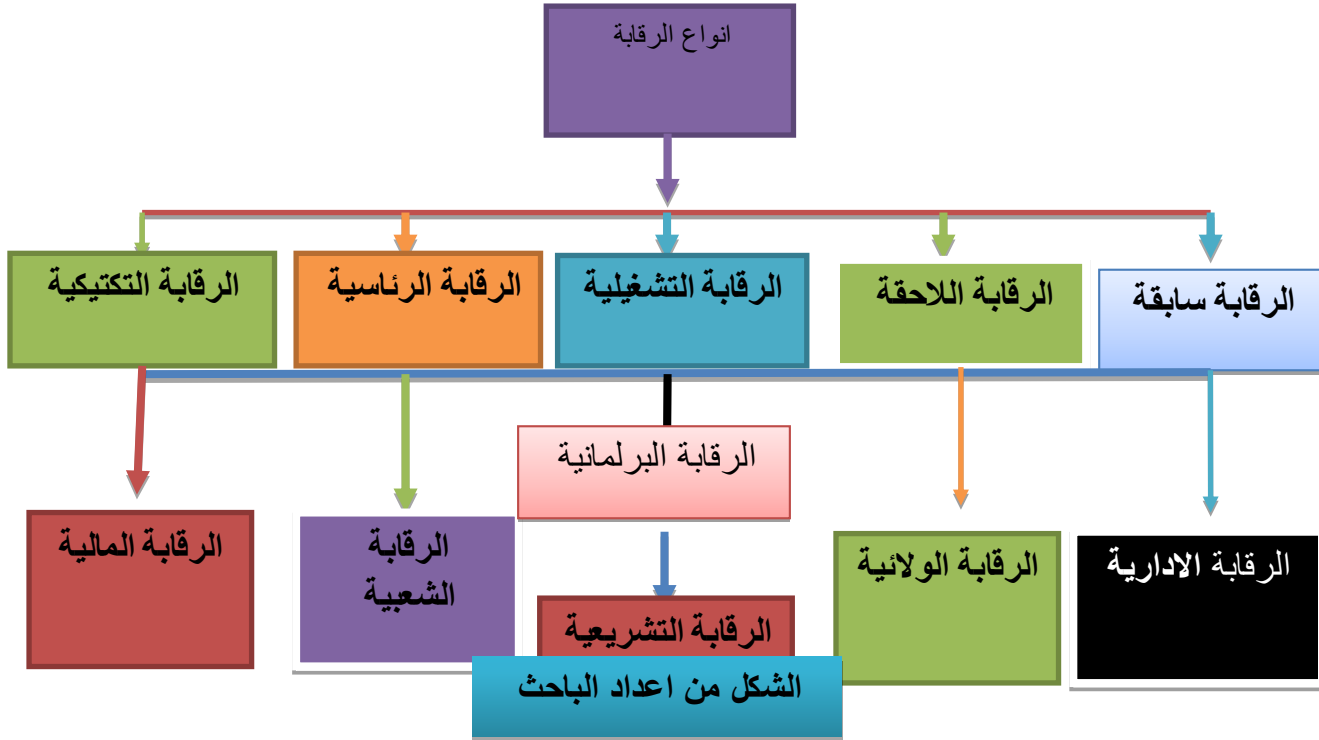 انواع الرقابة
الرقابة سابقة
الرقابة اللاحقة
الرقابة التشغيلية
الرقابة الرئاسية
الرقابة التكتيكية
الرقابة البرلمانية
الرقابة الادارية
الرقابة الولائية
الرقابة
الشعبية
الرقابة المالية
الرقابة التشريعية
الشكل من اعداد الباحث